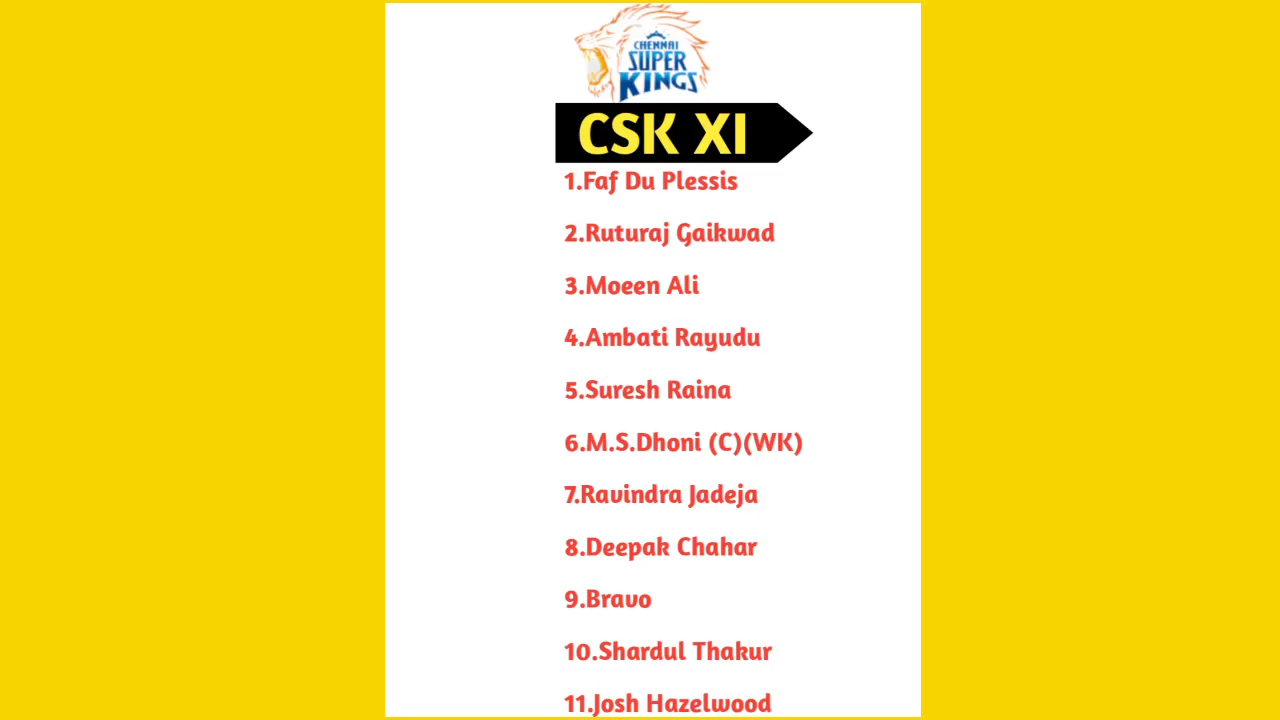 CHENNAI
SUPER
KINGS
CSK XI
1.Faf Du Plessis
2.Ruturaj Gaikwad
3.Moeen Ali
4.Ambati Rayudu
5.Suresh Raina
6.M.S.Dhoni (C)(WK)
7.Ravindra Jadeja
8.Deepak Chahar
9.Bravo
10.Shardul Thakur
11.Josh Hazelwood